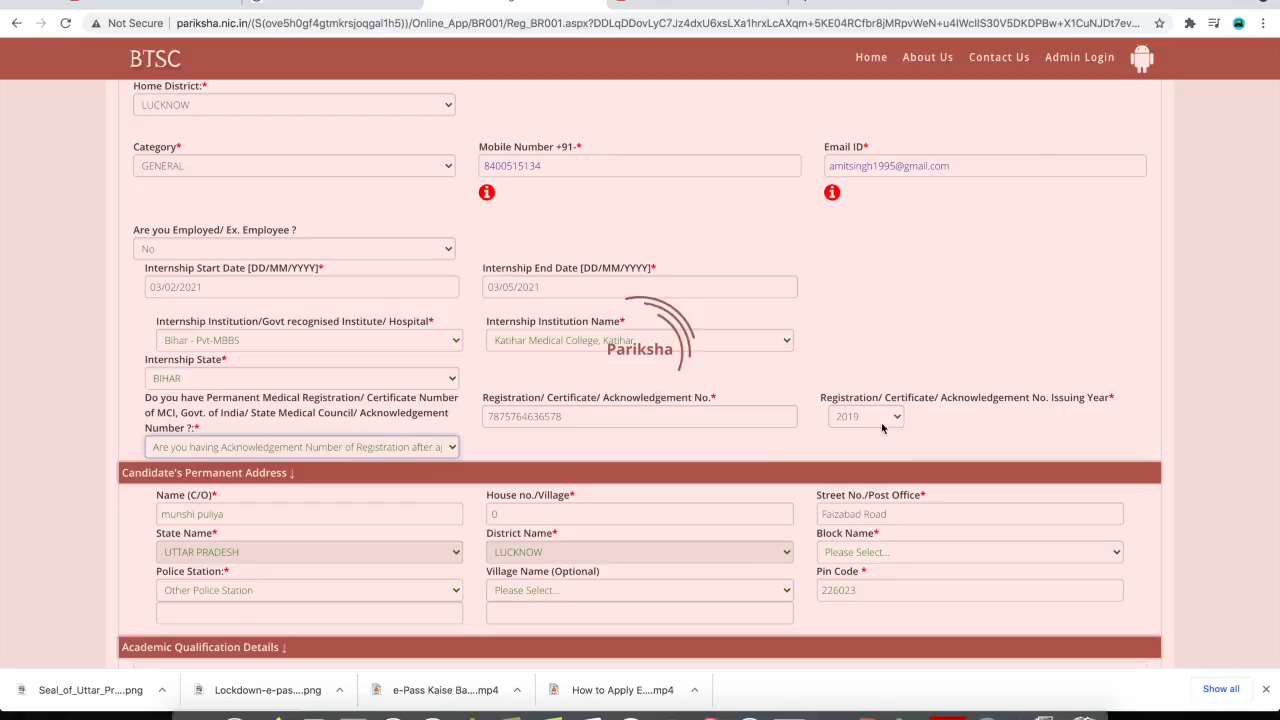 Not Secure | pariksha.nic.in/(S(ove5h0gf4gtmkrsjoqgal1h5))/Online_App/BR001/Reg_BR001.aspx?
BTSC
Home About Us Contact Us Admin Login
Home District:*
LUCKNOW
Category* Mobile Number +91-* Email ID*
GENERAL 8400515134 amitsingh1995@gmail.com
Are you Employed/ Ex. Employee ?
No
Internship Start Date [DD/MM/YYYY]* Internship End Date [DD/MM/YYYY]*
03/02/2021 03/05/2021
Internship Institution/Govt recognised Institute/ Hospital* Internship Institution Name*
Bihar - Pvt-MBBS Katihar Medical College, Katihar
Pariksha
Internship State*
BIHAR
Do you have Permanent Medical Registration/ Certificate Number Registration/ Certificate/ Acknowledgement No.* Registration/ Certificate/ Acknowledgement No. Issuing Year*
of MCI, Govt. of India/ State Medical Council/ Acknowledgement 7875764636578 2019
Number ?:*
Are you having Acknowledgement Number of Registration after a
Candidate's Permanent Address ↓
Name (C/O)* House no./Village* Street No./Post Office*
munshi puliya 0 Faizabad Road
State Name* District Name* Block Name*
UTTAR PRADESH LUCKNOW Please Select...
Police Station:* Village Name (Optional) Pin Code *
Other Police Station Please Select... 226023
Academic Qualification Details ↓
Seal_of_Uttar_Pr....png Lockdown-e-pas....png e-Pass Kaise Ba....mp4 How to Apply E....mp4 Show all